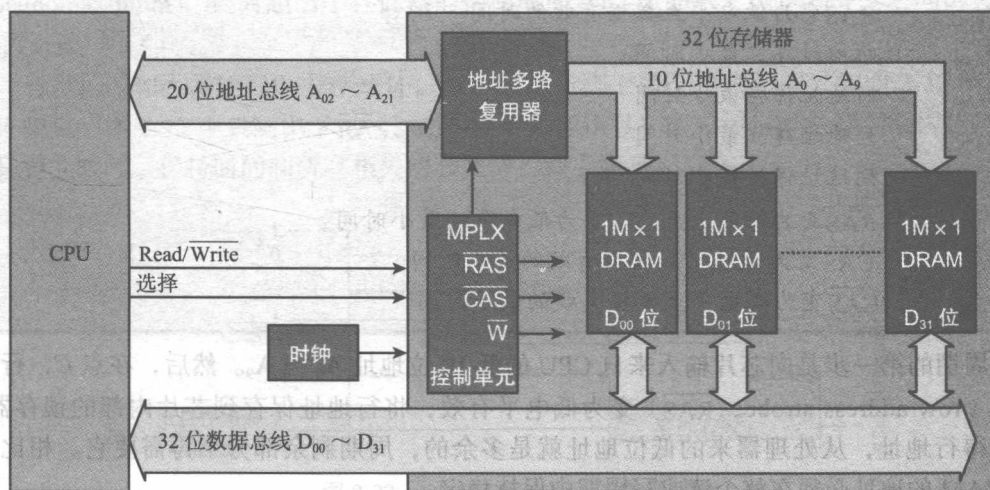 32 位存储器
20 位地址总线 A02 ～ A21
地址多路
复用器
10 位地址总线 A0 ～ A9
CPU
Read/Write
选择
时钟
MPLX
RAS
CAS
W
控制单元
1M × 1
DRAM
D00 位
1M × 1
DRAM
D01 位
1M × 1
DRAM
D31 位
32 位数据总线 D00 ～ D31